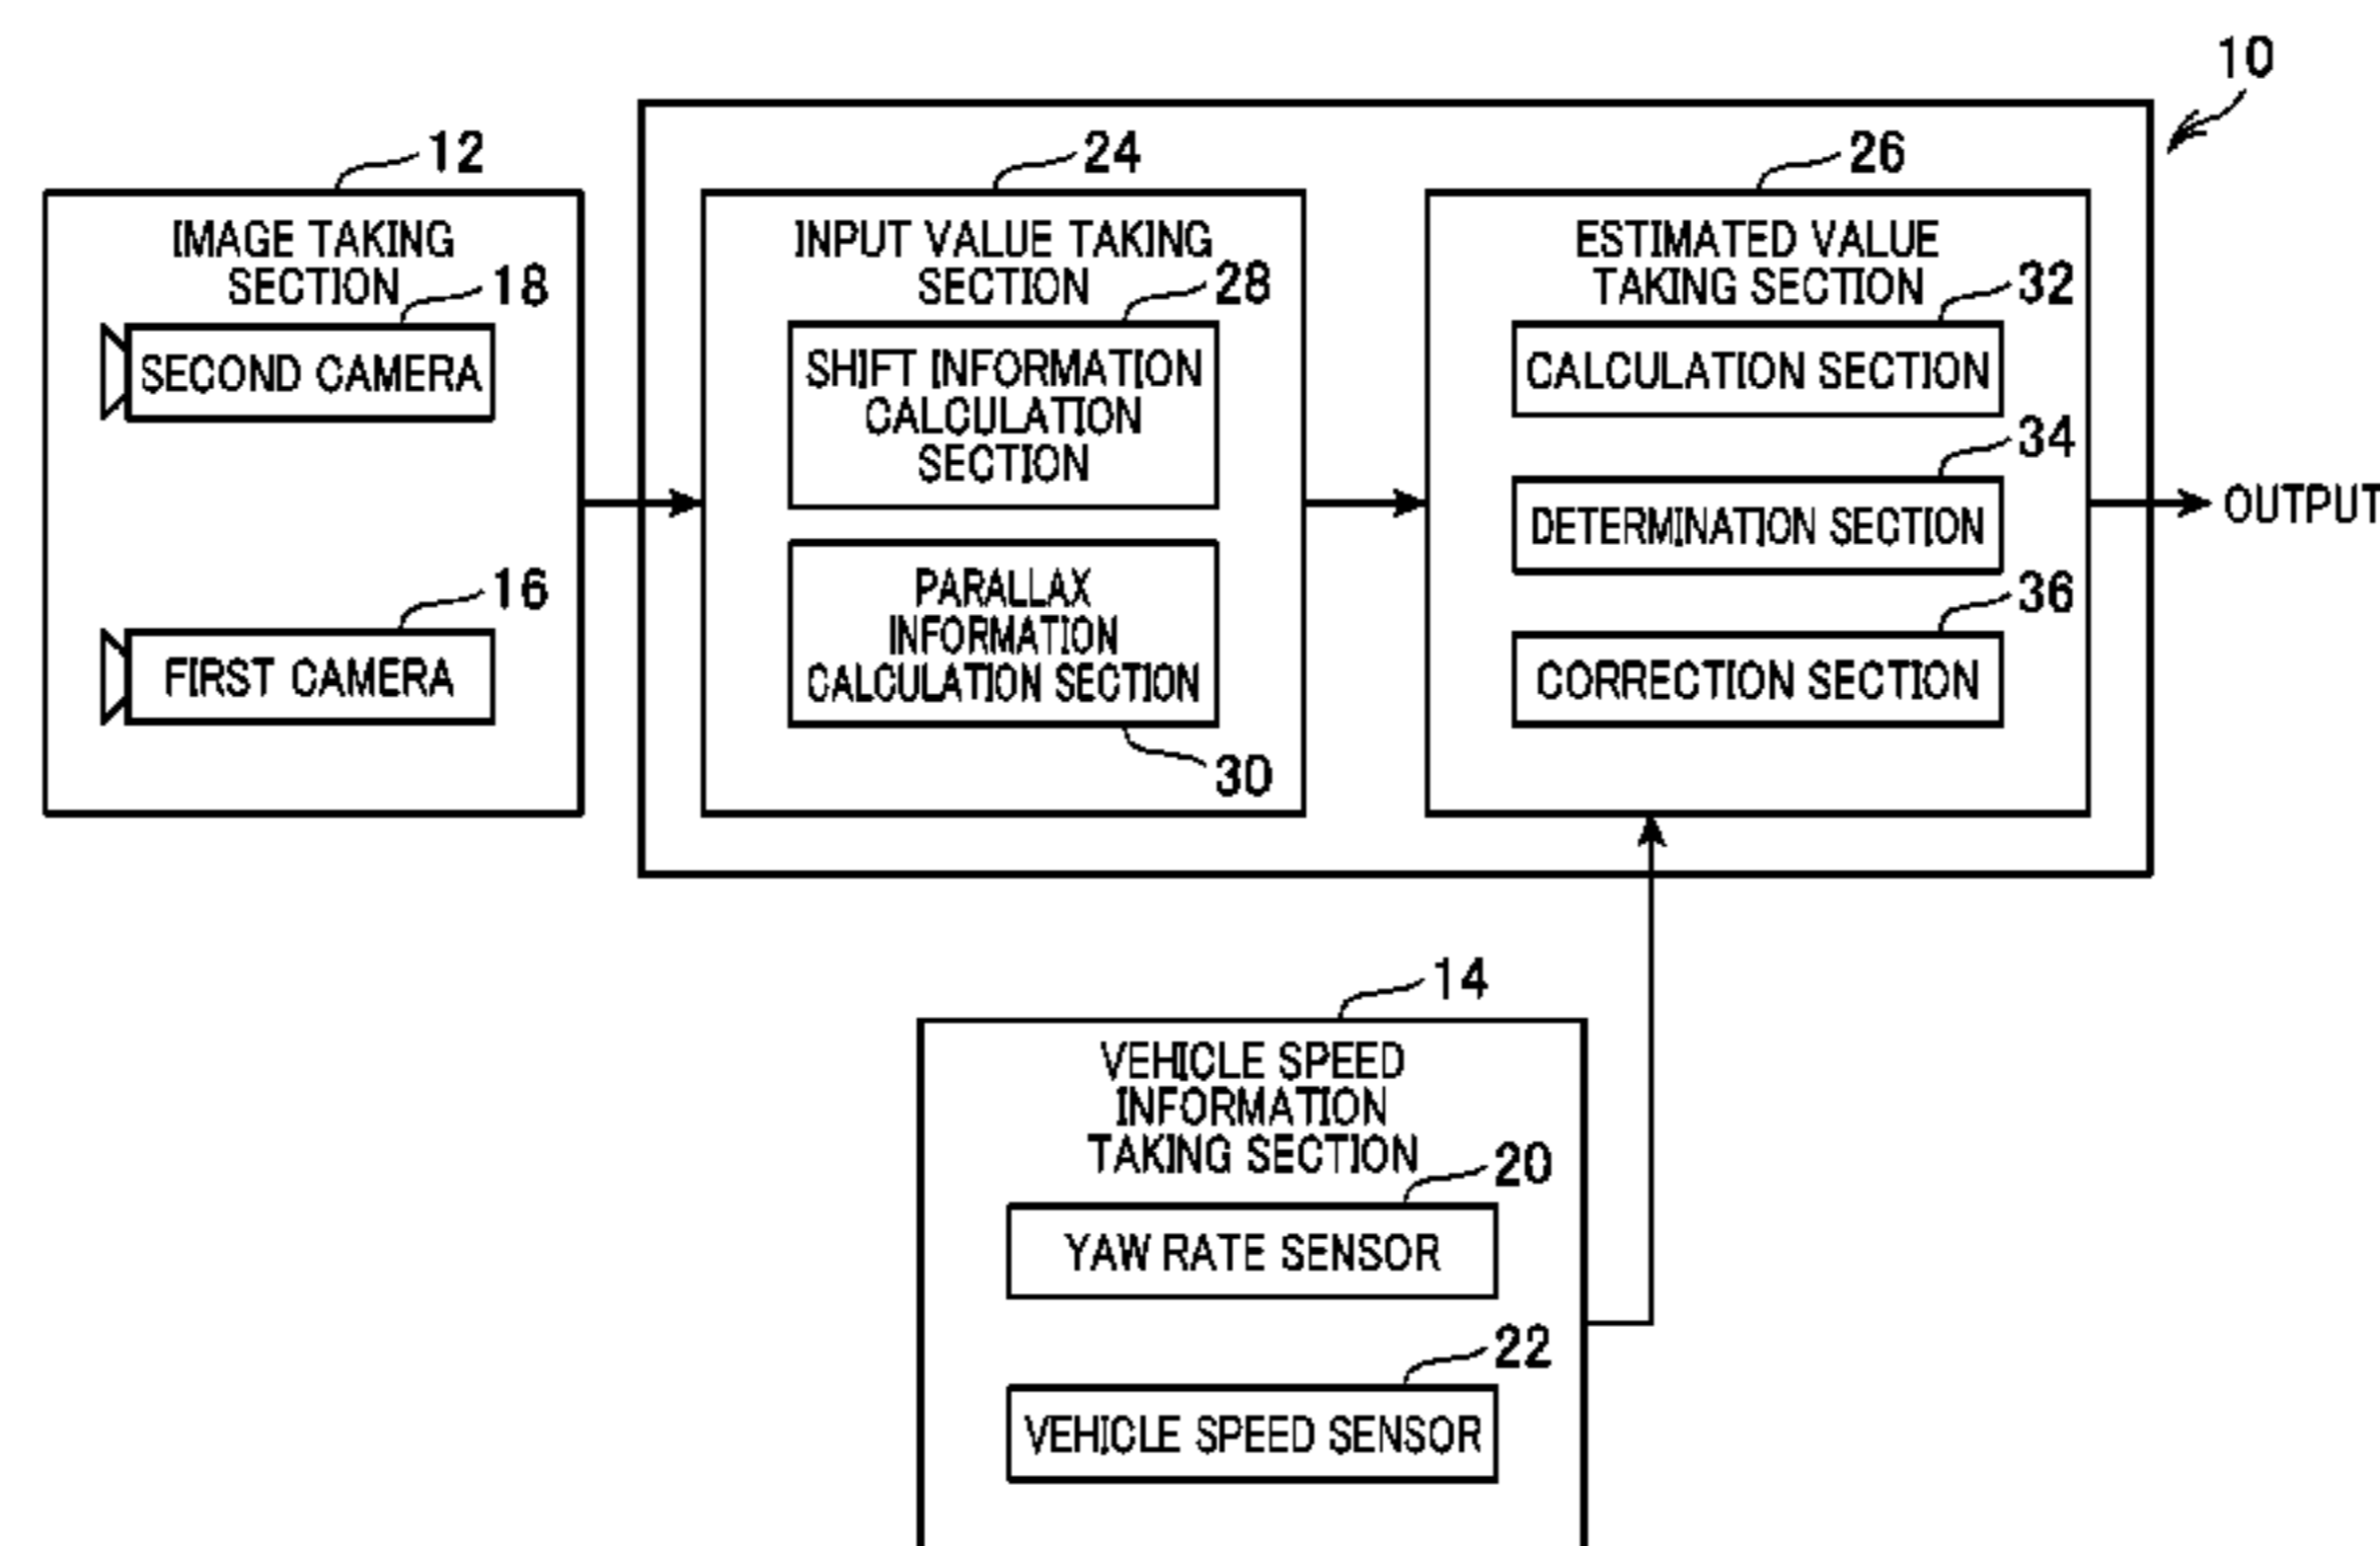 10
12
IMAGE TAKING
SECTION
18
SECOND CAMERA
16
FIRST CAMERA
24
INPUT VALUE TAKING
SECTION
28
SHIFT INFORMATION
CALCULATION
SECTION
PARALLAX
INFORMATION
CALCULATION SECTION
30
26
ESTIMATED VALUE
TAKING SECTION
32
CALCULATION SECTION
34
DETERMINATION SECTION
36
CORRECTION SECTION
OUTPUT
14
VEHICLE SPEED
INFORMATION
TAKING SECTION
20
YAW RATE SENSOR
22
VEHICLE SPEED SENSOR